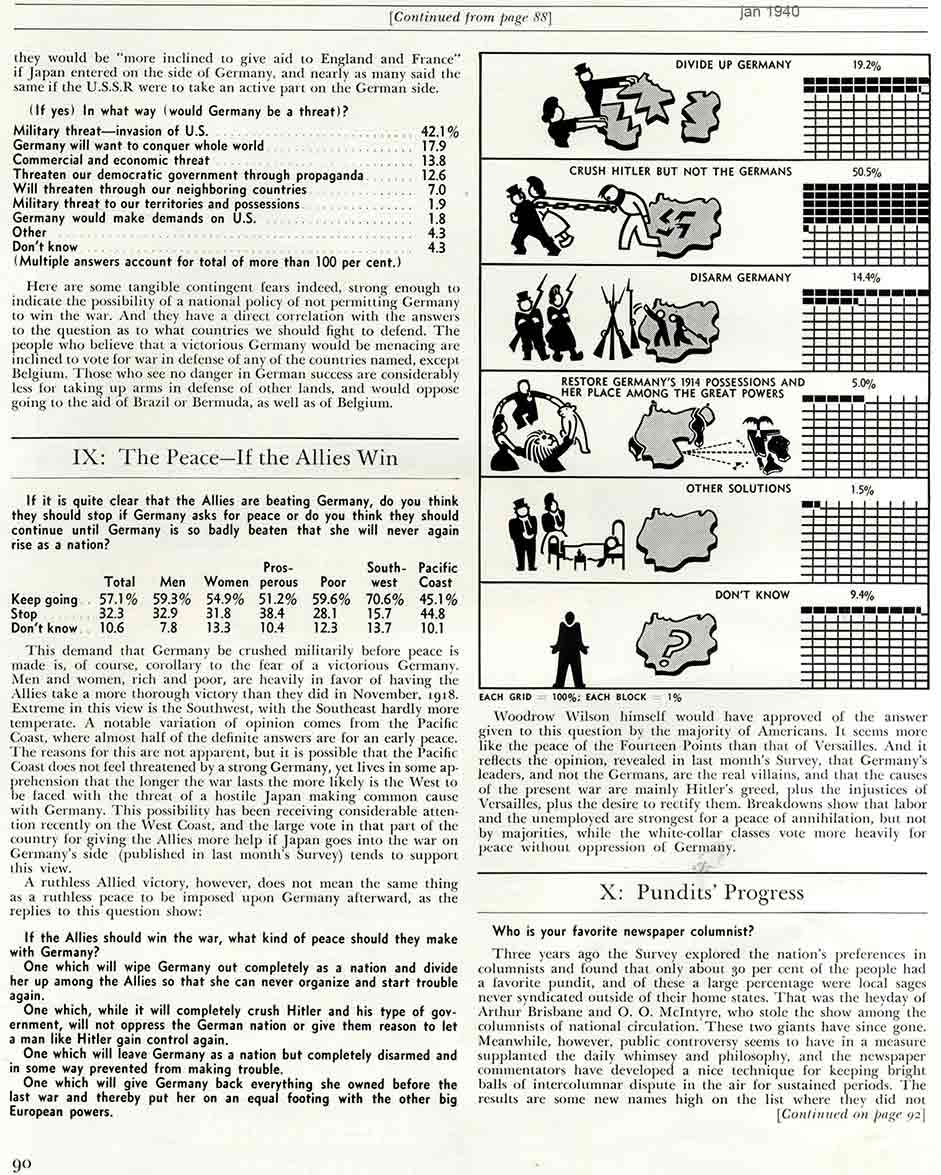 [Continued from page 88]
jan 1940
they would be "more inclined to give aid to England and France"
if Japan entered on the side of Germany, and nearly as many said the
same if the U.S.S.R were to take an active part on the German side.
(If yes) In what way (would Germany be a threat)?
Military threat—invasion of U.S. . . . 42.1%
Germany will want to conquer whole world . . . 17.9
Commercial and economic threat . . . 13.8
Threaten our democratic government through propaganda . . . 12.6
Will threaten through our neighboring countries . . . 7.0
Military threat to our territories and possessions . . . 1.9
Germany would make demands on U.S. . . . 1.8
Other . . . 4.3
Don't know . . . 4.3
(Multiple answers account for total of more than 100 per cent.)
Here are some tangible contingent fears indeed, strong enough to
indicate the possibility of a national policy of not permitting Germany
to win the war. And they have a direct correlation with the answers
to the question as to what countries we should fight to defend. The
people who believe that a victorious Germany would be menacing are
inclined to vote for war in defense of any of the countries named, except
Belgium. Those who see no danger in German success are considerably
less for taking up arms in defense of other lands, and would oppose
going to the aid of Brazil or Bermuda, as well as of Belgium.
IX: The Peace—If the Allies Win
If it is quite clear that the Allies are beating Germany, do you think
they should stop if Germany asks for peace or do you think they should
continue until Germany is so badly beaten that she will never again
rise as a nation?
Pros- South- Pacific
Total Men Women perous Poor west Coast
Keep going . . 57.1% 59.3% 54.9% 51.2% 59.6% 70.6% 45.1%
Stop . . . 32.3 32.9 31.8 38.4 28.1 15.7 44.8
Don't know . . 10.6 7.8 13.3 10.4 12.3 13.7 10.1
This demand that Germany be crushed militarily before peace is
made is, of course, corollary to the fear of a victorious Germany.
Men and women, rich and poor, are heavily in favor of having the
Allies take a more thorough victory than they did in November, 1918.
Extreme in this view is the Southwest, with the Southeast hardly more
temperate. A notable variation of opinion comes from the Pacific
Coast, where almost half of the definite answers are for an early peace.
The reasons for this are not apparent, but it is possible that the Pacific
Coast does not feel threatened by a strong Germany, yet lives in some ap-
prehension that the longer the war lasts the more likely is the West to
be faced with the threat of a hostile Japan making common cause
with Germany. This possibility has been receiving considerable atten-
tion recently on the West Coast, and the large vote in that part of the
country for giving the Allies more help if Japan goes into the war on
Germany's side (published in last month's Survey) tends to support
this view.
A ruthless Allied victory, however, does not mean the same thing
as a ruthless peace to be imposed upon Germany afterward, as the
replies to this question show:
If the Allies should win the war, what kind of peace should they make
with Germany?
One which will wipe Germany out completely as a nation and divide
her up among the Allies so that she can never organize and start trouble
again.
One which, while it will completely crush Hitler and his type of gov-
ernment, will not oppress the German nation or give them reason to let
a man like Hitler gain control again.
One which will leave Germany as a nation but completely disarmed and
in some way prevented from making trouble.
One which will give Germany back everything she owned before the
last war and thereby put her on an equal footing with the other big
European powers.
90
DIVIDE UP GERMANY 19.2%
CRUSH HITLER BUT NOT THE GERMANS 50.5%
DISARM GERMANY 14.4%
RESTORE GERMANY'S 1914 POSSESSIONS AND 5.0%
HER PLACE AMONG THE GREAT POWERS
OTHER SOLUTIONS 1.5%
DON'T KNOW 9.4%
?
EACH GRID = 100%; EACH BLOCK = 1%
Woodrow Wilson himself would have approved of the answer
given to this question by the majority of Americans. It seems more
like the peace of the Fourteen Points than that of Versailles. And it
reflects the opinion, revealed in last month's Survey, that Germany's
leaders, and not the Germans, are the real villains, and that the causes
of the present war are mainly Hitler's greed, plus the injustices of
Versailles, plus the desire to rectify them. Breakdowns show that labor
and the unemployed are strongest for a peace of annihilation, but not
by majorities, while the white-collar classes vote more heavily for
peace without oppression of Germany.
X: Pundits' Progress
Who is your favorite newspaper columnist?
Three years ago the Survey explored the nation's preferences in
columnists and found that only about 30 per cent of the people had
a favorite pundit, and of these a large percentage were local sages
never syndicated outside of their home states. That was the heyday of
Arthur Brisbane and O. O. McIntyre, who stole the show among the
columnists of national circulation. These two giants have since gone.
Meanwhile, however, public controversy seems to have in a measure
supplanted the daily whimsey and philosophy, and the newspaper
commentators have developed a nice technique for keeping bright
balls of intercolumnar dispute in the air for sustained periods. The
results are some new names high on the list where they did not
[Continued on page 92]